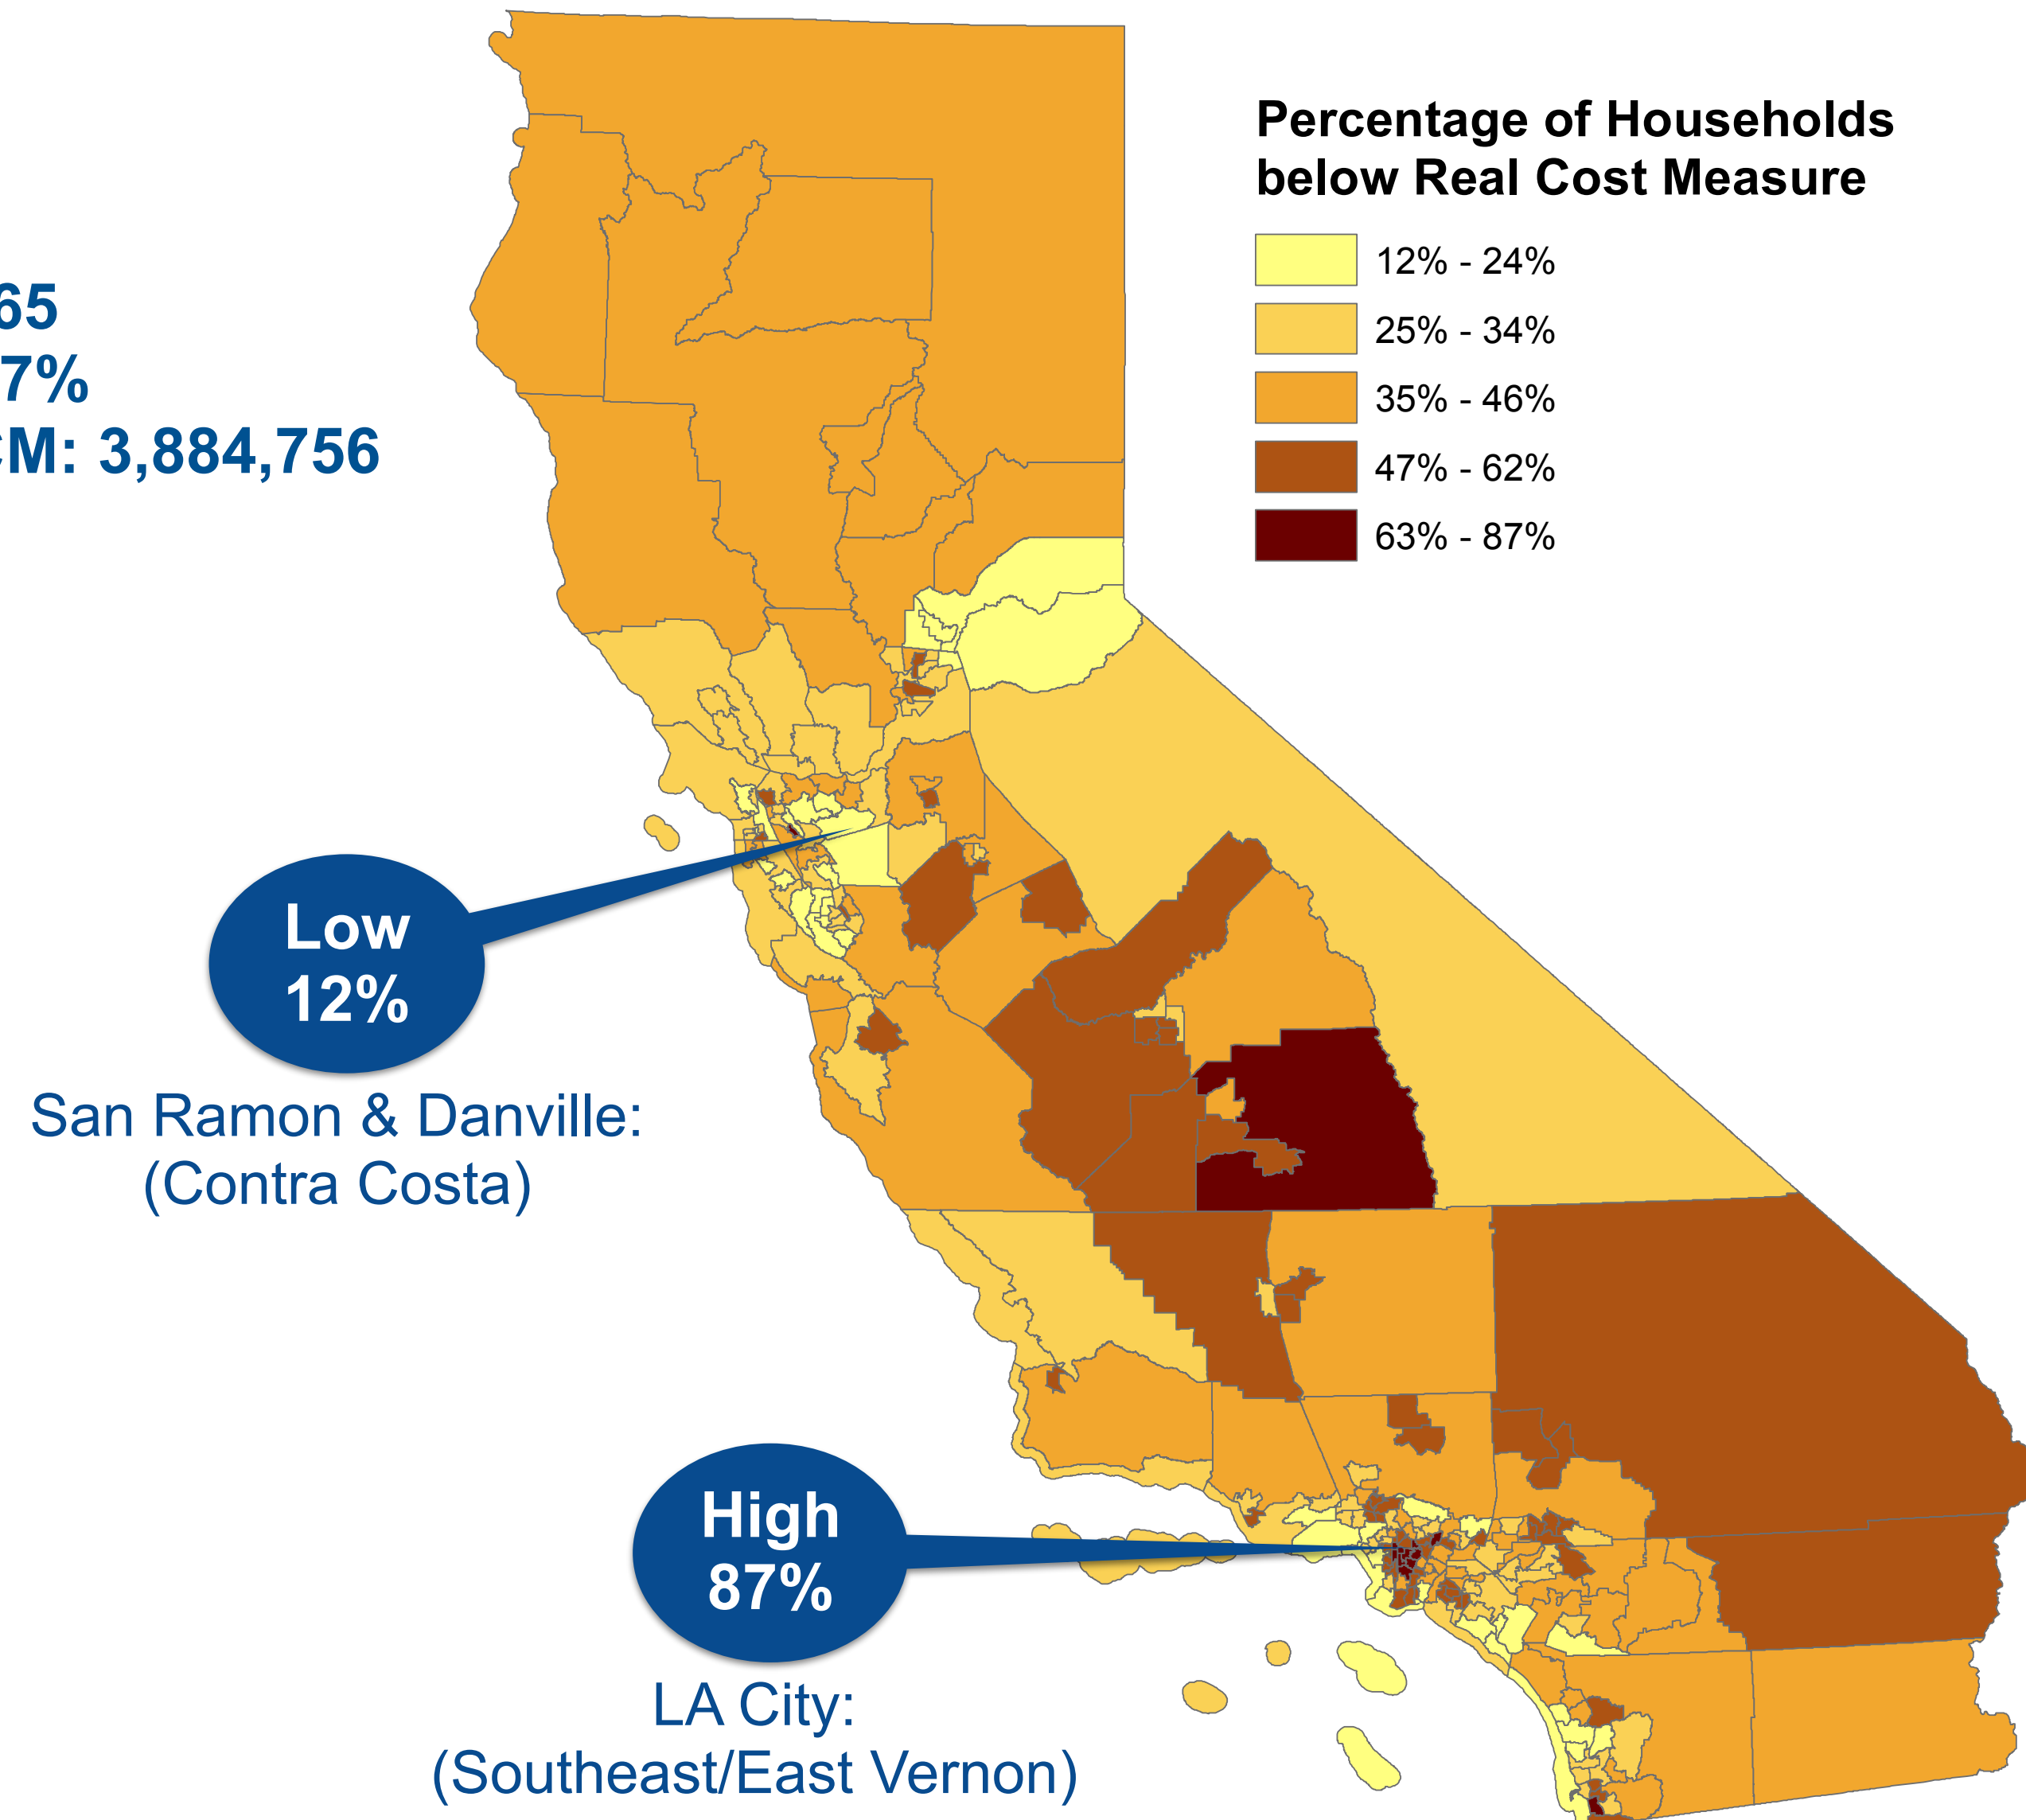 Percentage of Households
below Real Cost Measure
12% - 24%
25% - 34%
35% - 46%
47% - 62%
63% - 87%
65
7%
CM: 3,884,756
Low
12%
San Ramon & Danville:
(Contra Costa)
High
87%
LA City:
(Southeast/East Vernon)